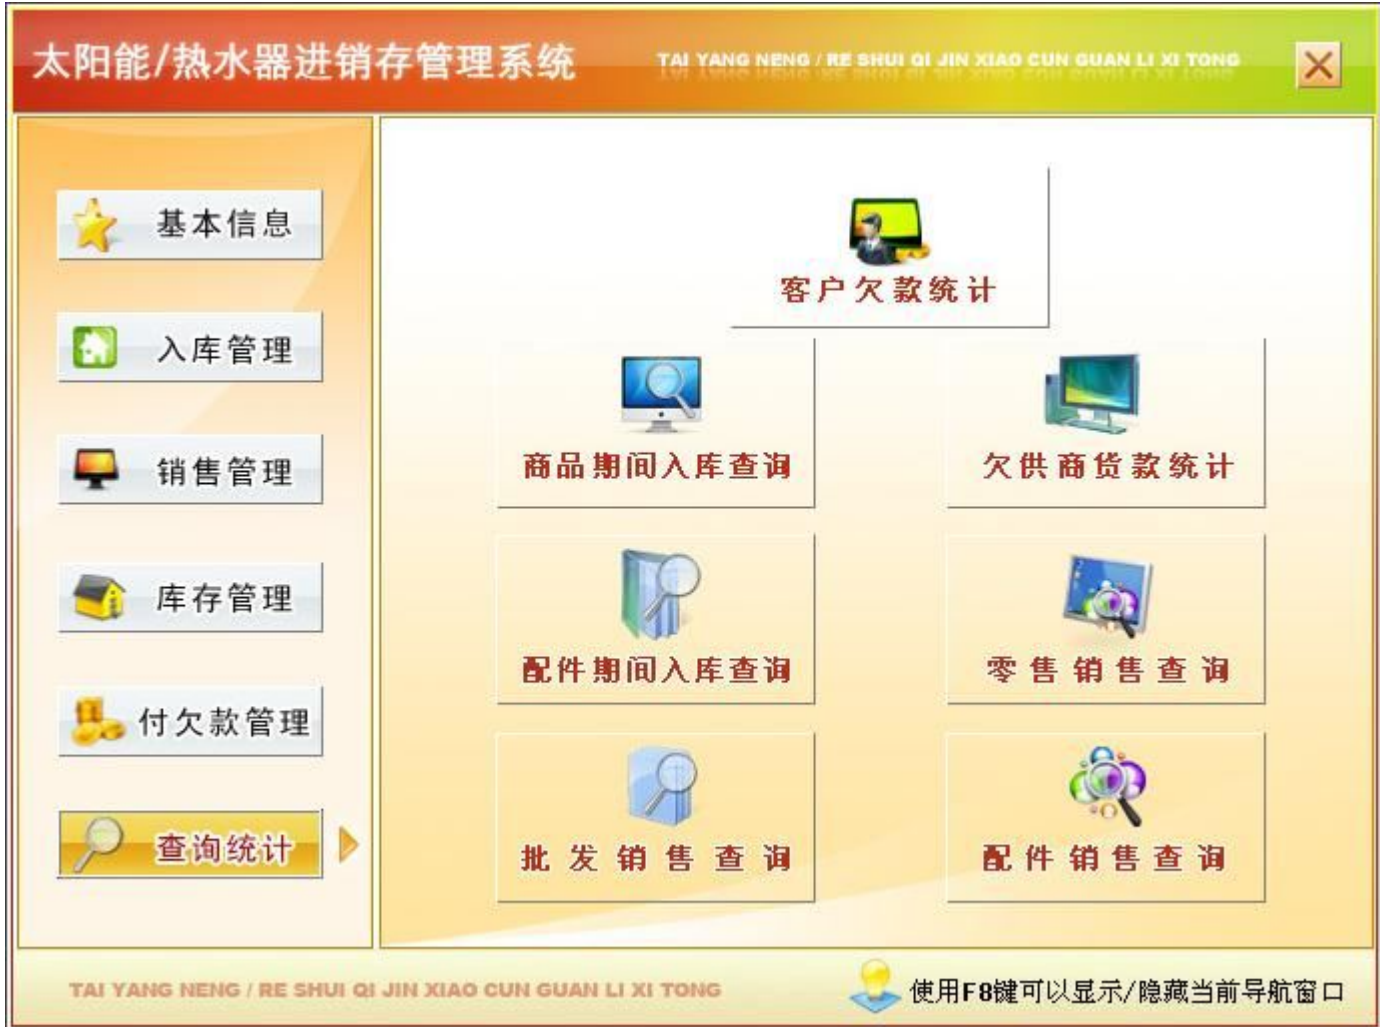 太阳能/热水器进销存管理系统
TAI YANG NENG / RE SHUI QI JIN XIAO CUN GUAN LI XI TONG
基本信息
入库管理
销售管理
库存管理
付欠款管理
查询统计
客户欠款统计
商品期间入库查询
欠供商货款统计
配件期间入库查询
零售销售查询
批发销售查询
配件销售查询
TAI YANG NENG / RE SHUI QI JIN XIAO CUN GUAN LI XI TONG
使用F8键可以显示/隐藏当前导航窗口